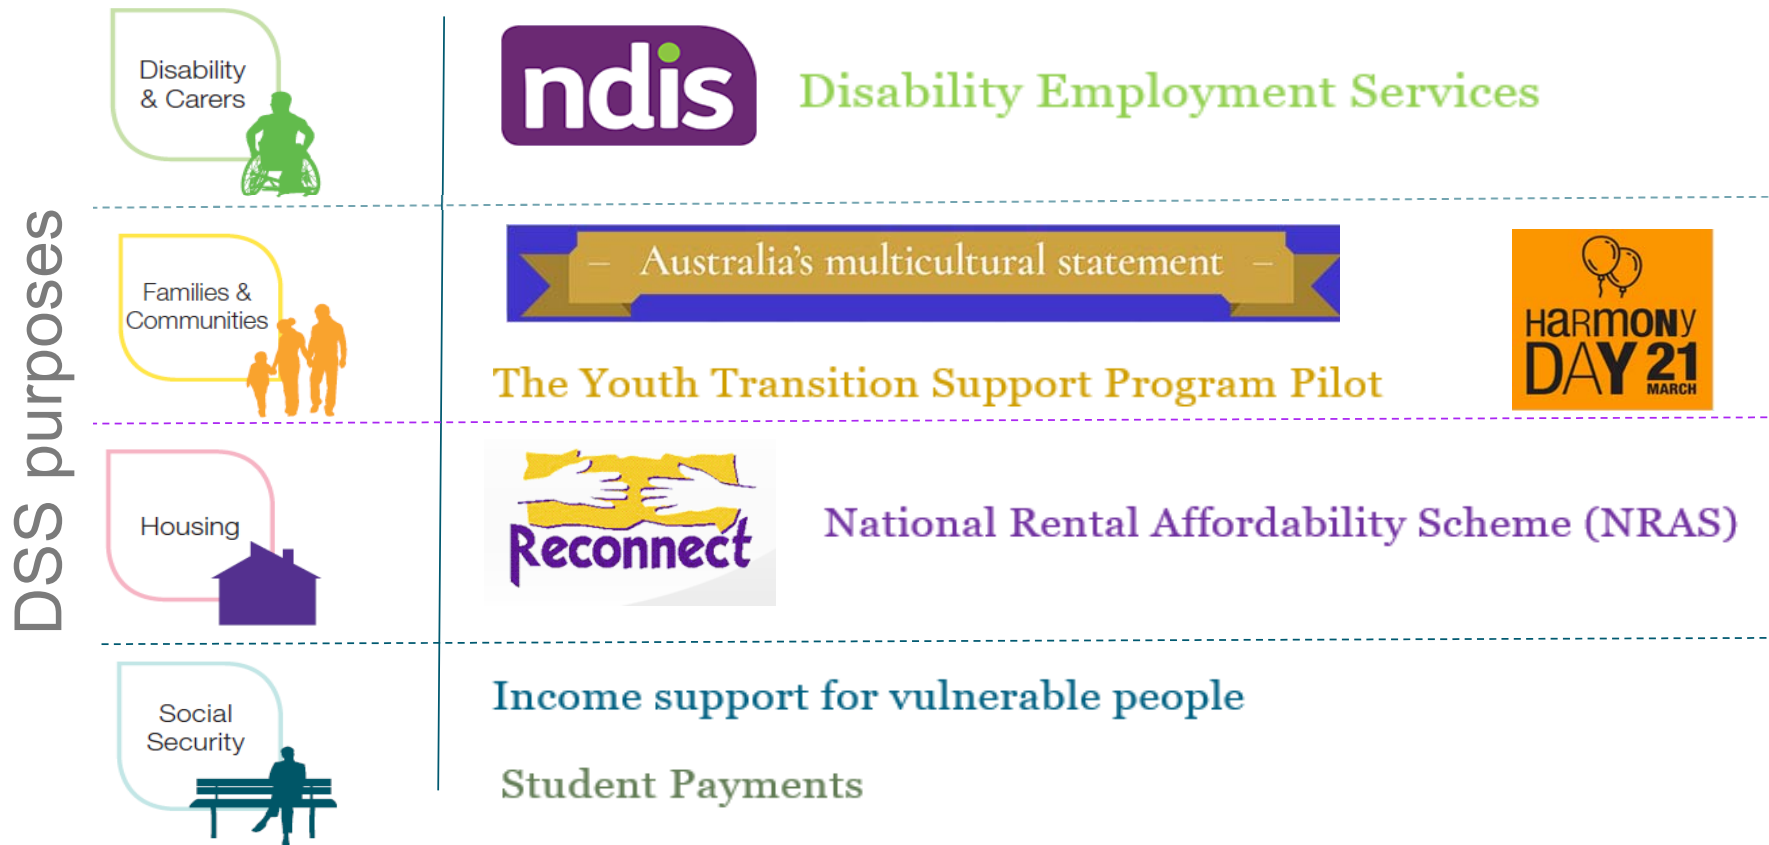 DSS purposes
Disability
& Carers
ndis
Disability Employment Services
Families &
Communities
– Australia's multicultural statement –
The Youth Transition Support Program Pilot
HaRmONy
DAY 21
MARCH
Housing
Reconnect
National Rental Affordability Scheme (NRAS)
Social
Security
Income support for vulnerable people
Student Payments